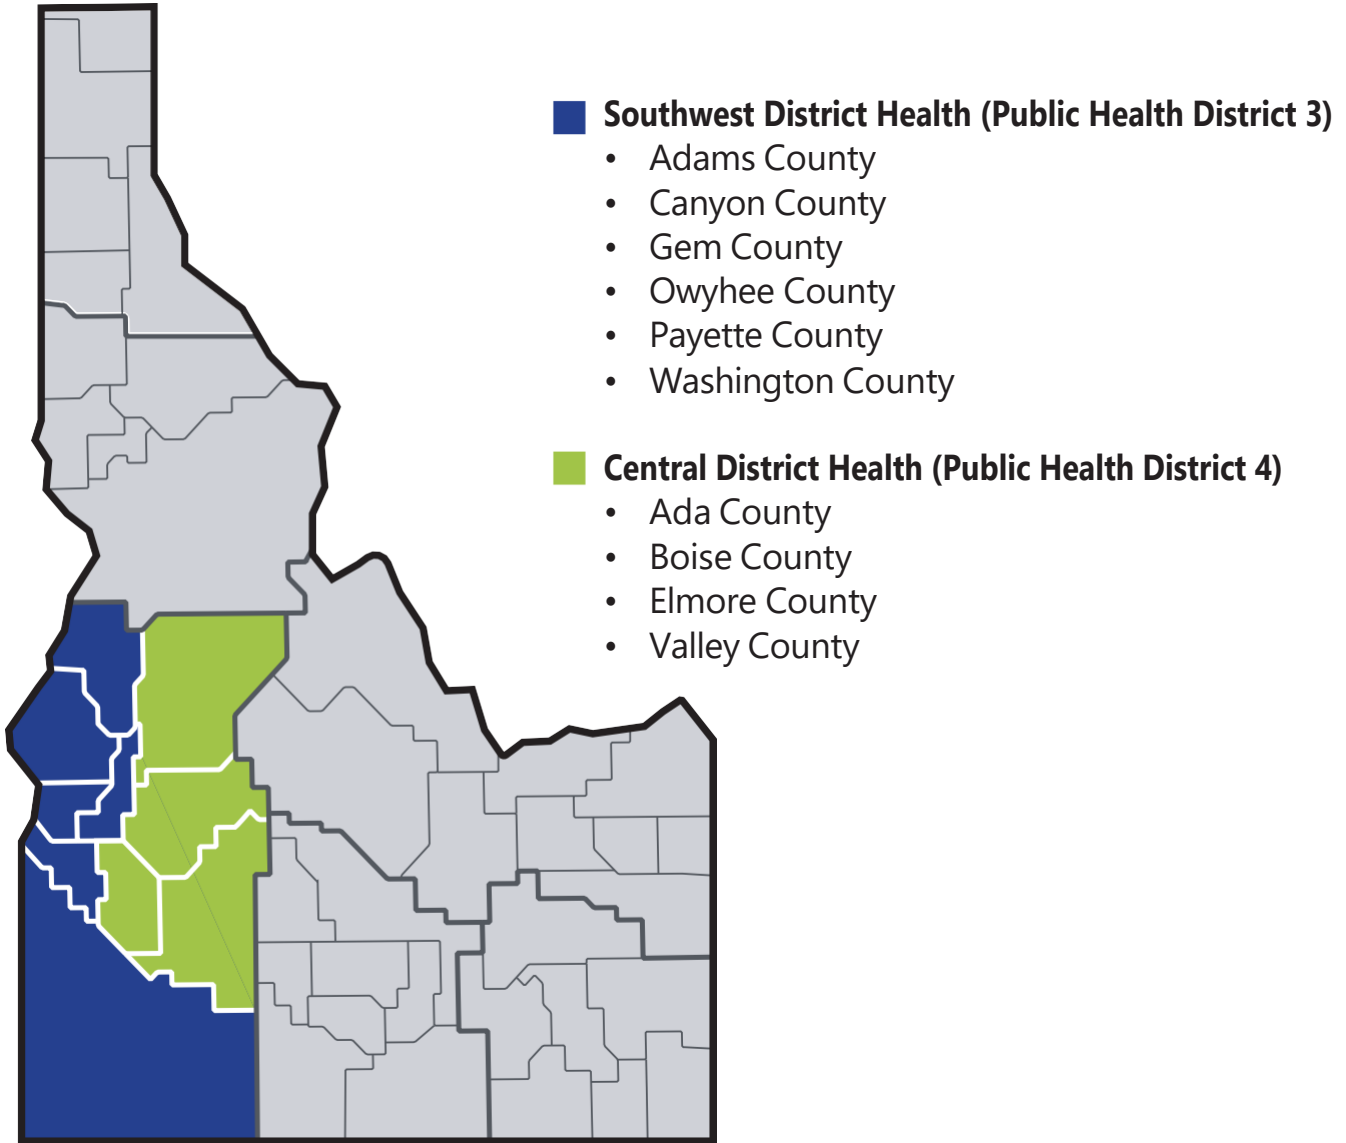 Southwest District Health (Public Health District 3)
• Adams County
• Canyon County
• Gem County
• Owyhee County
• Payette County
• Washington County
Central District Health (Public Health District 4)
• Ada County
• Boise County
• Elmore County
• Valley County